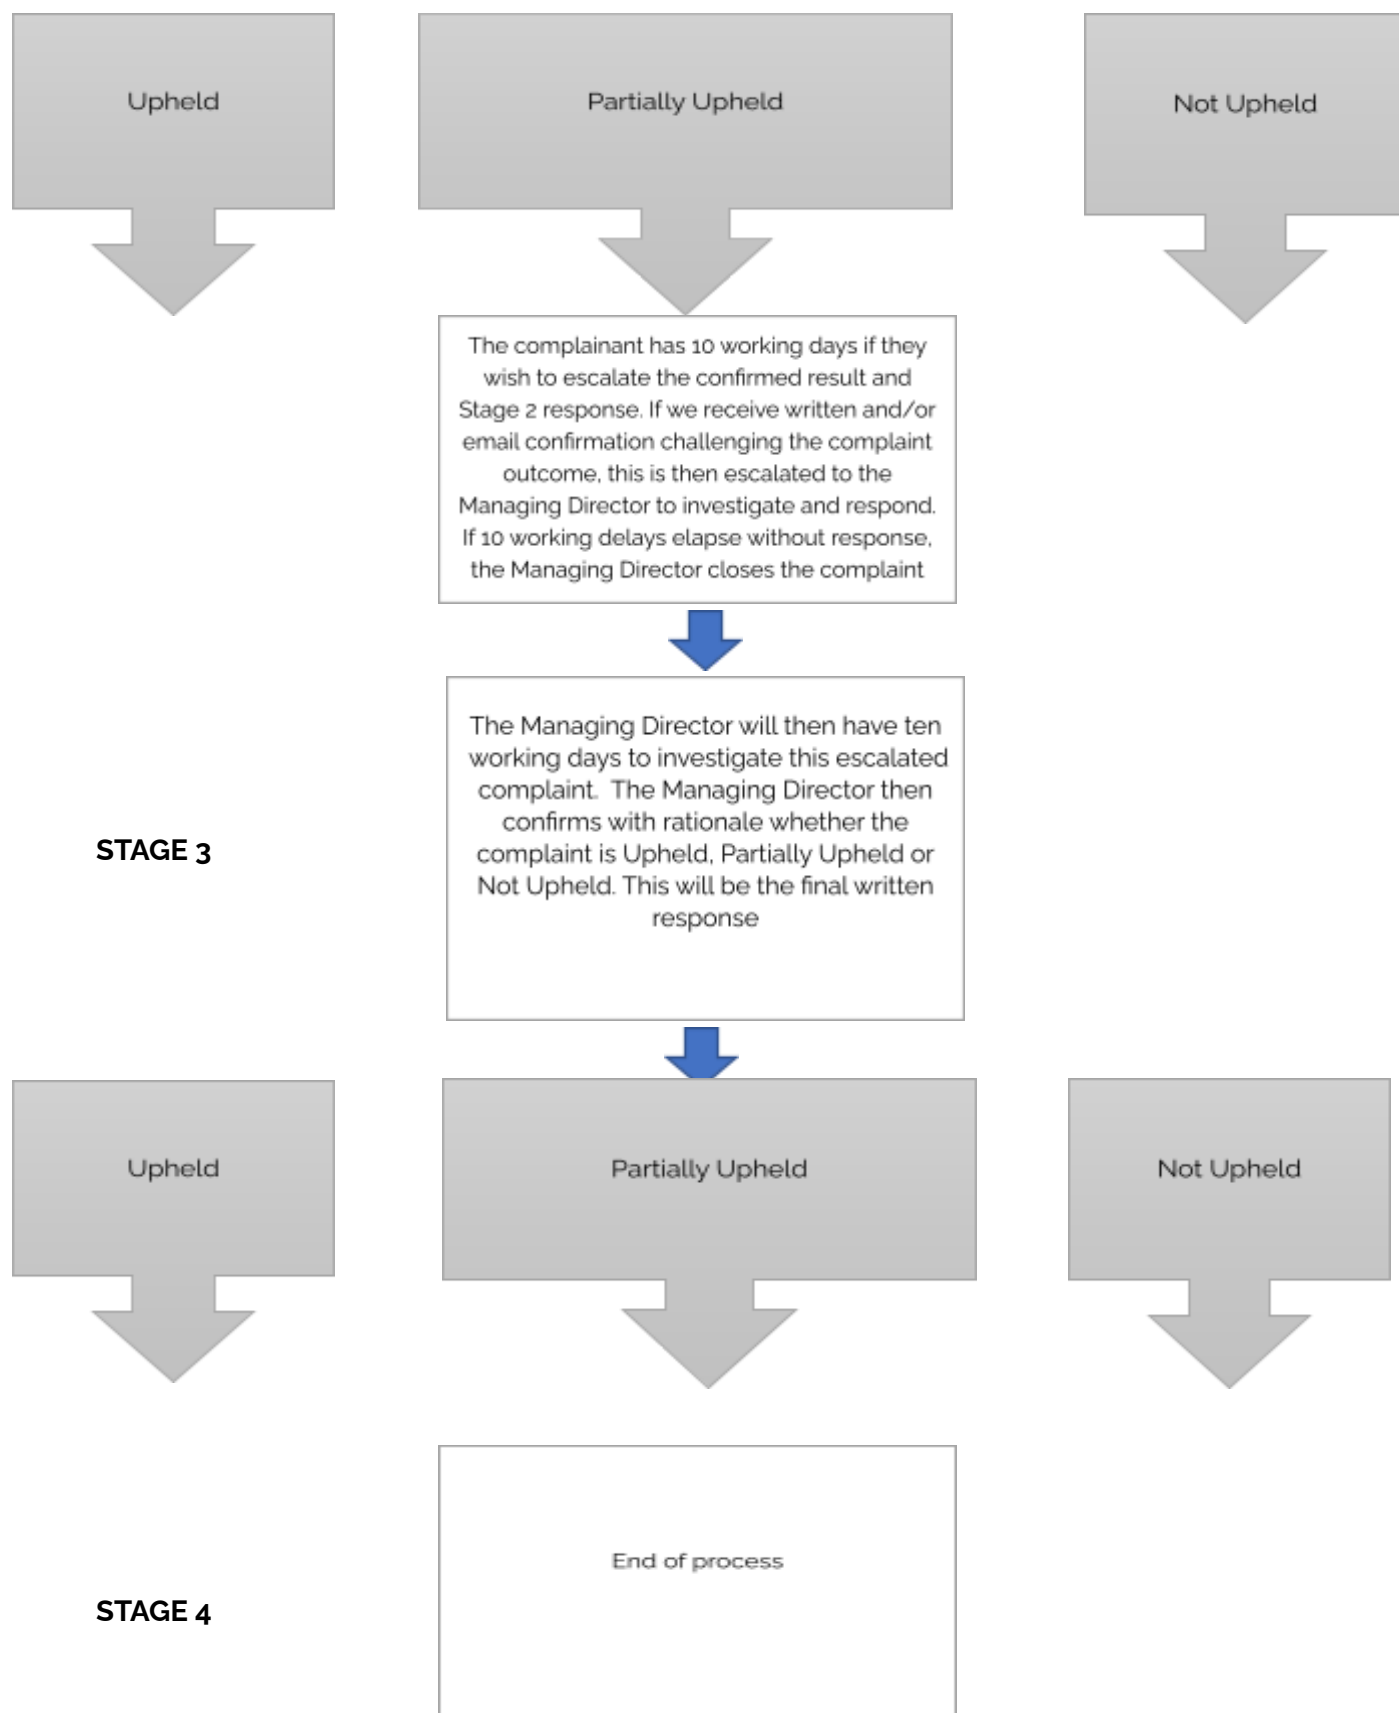 Upheld
Partially Upheld
Not Upheld
The complainant has 10 working days if they
wish to escalate the confirmed result and
Stage 2 response. If we receive written and/or
email confirmation challenging the complaint
outcome, this is then escalated to the
Managing Director to investigate and respond.
If 10 working delays elapse without response,
the Managing Director closes the complaint
The Managing Director will then have ten
working days to investigate this escalated
complaint. The Managing Director then
confirms with rationale whether the
complaint is Upheld, Partially Upheld or
Not Upheld. This will be the final written
response
STAGE 3
Upheld
Partially Upheld
Not Upheld
End of process
STAGE 4